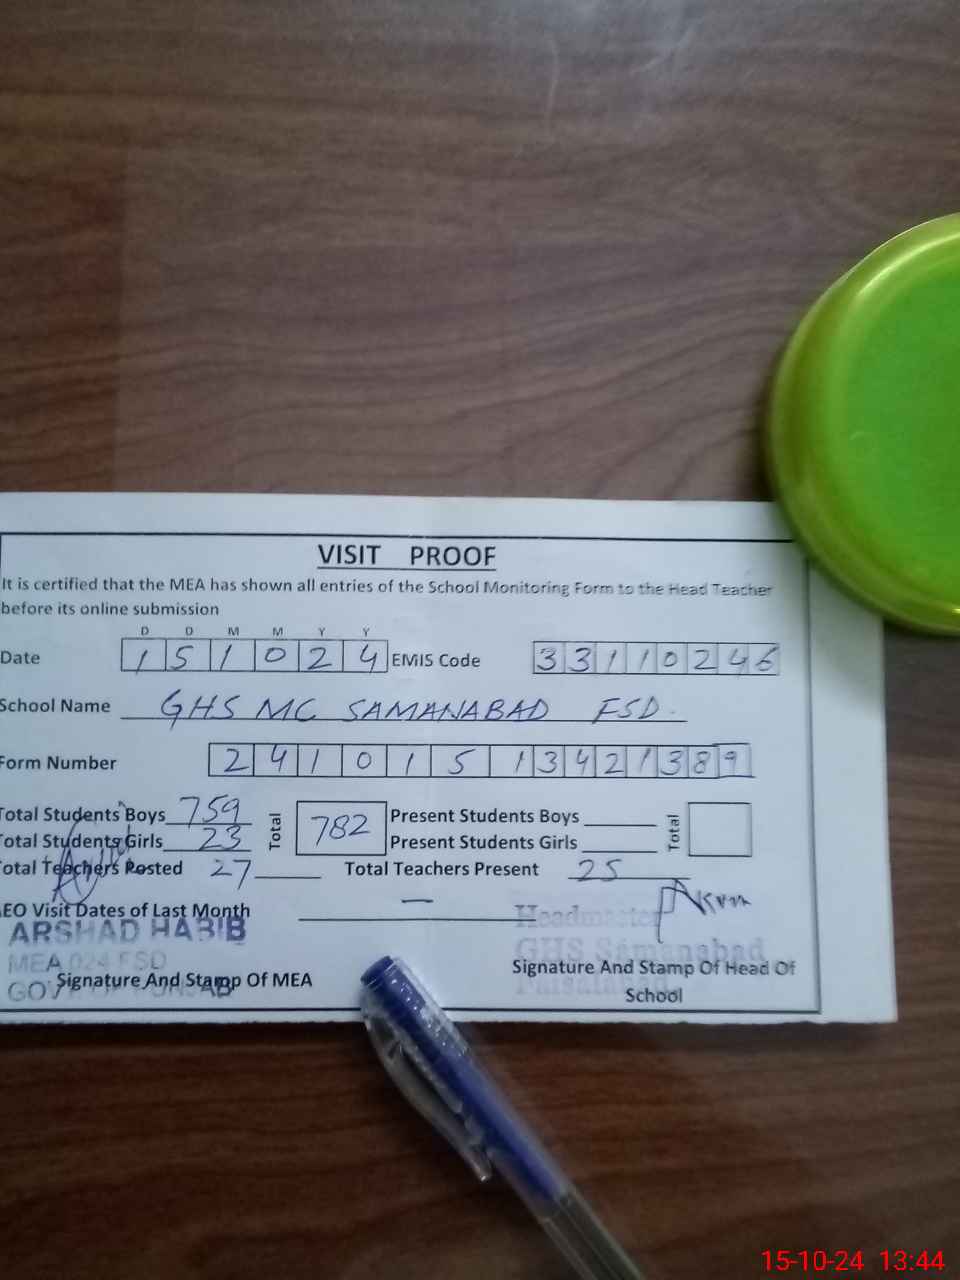 VISIT PROOF
It is certified that the MEA has shown all entries of the School Monitoring Form to the Head Teacher
before its online submission
D D M M Y Y
Date 1 5 1 0 2 4 EMIS Code 3 3 1 1 0 2 4 6
School Name GHS MC SAMANABAD FSD.
Form Number 2 4 1 0 1 5 1 3 4 2 1 3 8 9
Total Students Boys 759 Total 782 Present Students Boys Total
Total Students Girls 23 Present Students Girls
Total Teachers Posted 27 Total Teachers Present 25
EO Visit Dates of Last Month —
ARSHAD HABIB Headmaster
MEA 024 FSD GHS Samanabad
GOVT OF PUNJAB Faisalabad
Signature And Stamp Of MEA Signature And Stamp Of Head Of
School
15-10-24 13:44